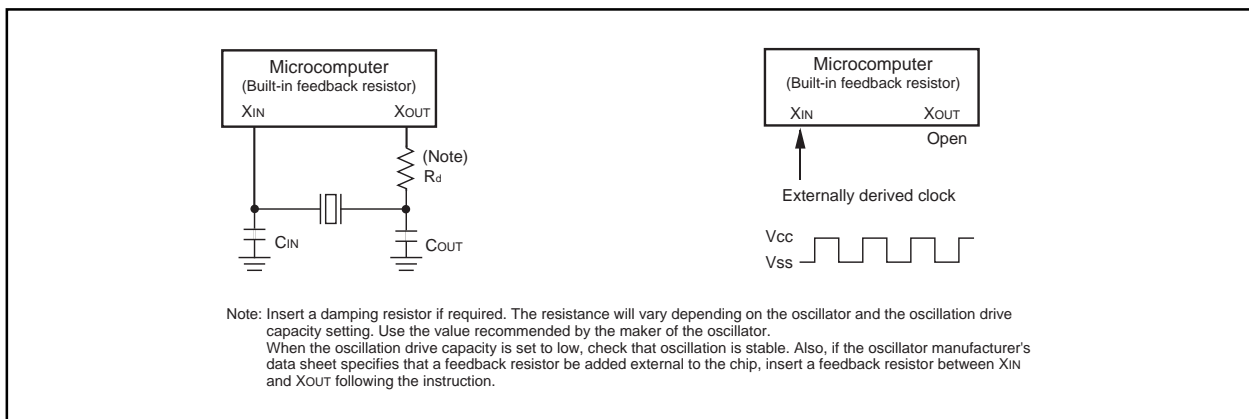 Microcomputer
(Built-in feedback resistor)
XIN XOUT
(Note)
Rd
CIN
COUT
Microcomputer
(Built-in feedback resistor)
XIN XOUT
Open
Externally derived clock
Vcc
Vss
Note: Insert a damping resistor if required. The resistance will vary depending on the oscillator and the oscillation drive
capacity setting. Use the value recommended by the maker of the oscillator.
When the oscillation drive capacity is set to low, check that oscillation is stable. Also, if the oscillator manufacturer's
data sheet specifies that a feedback resistor be added external to the chip, insert a feedback resistor between XIN
and XOUT following the instruction.